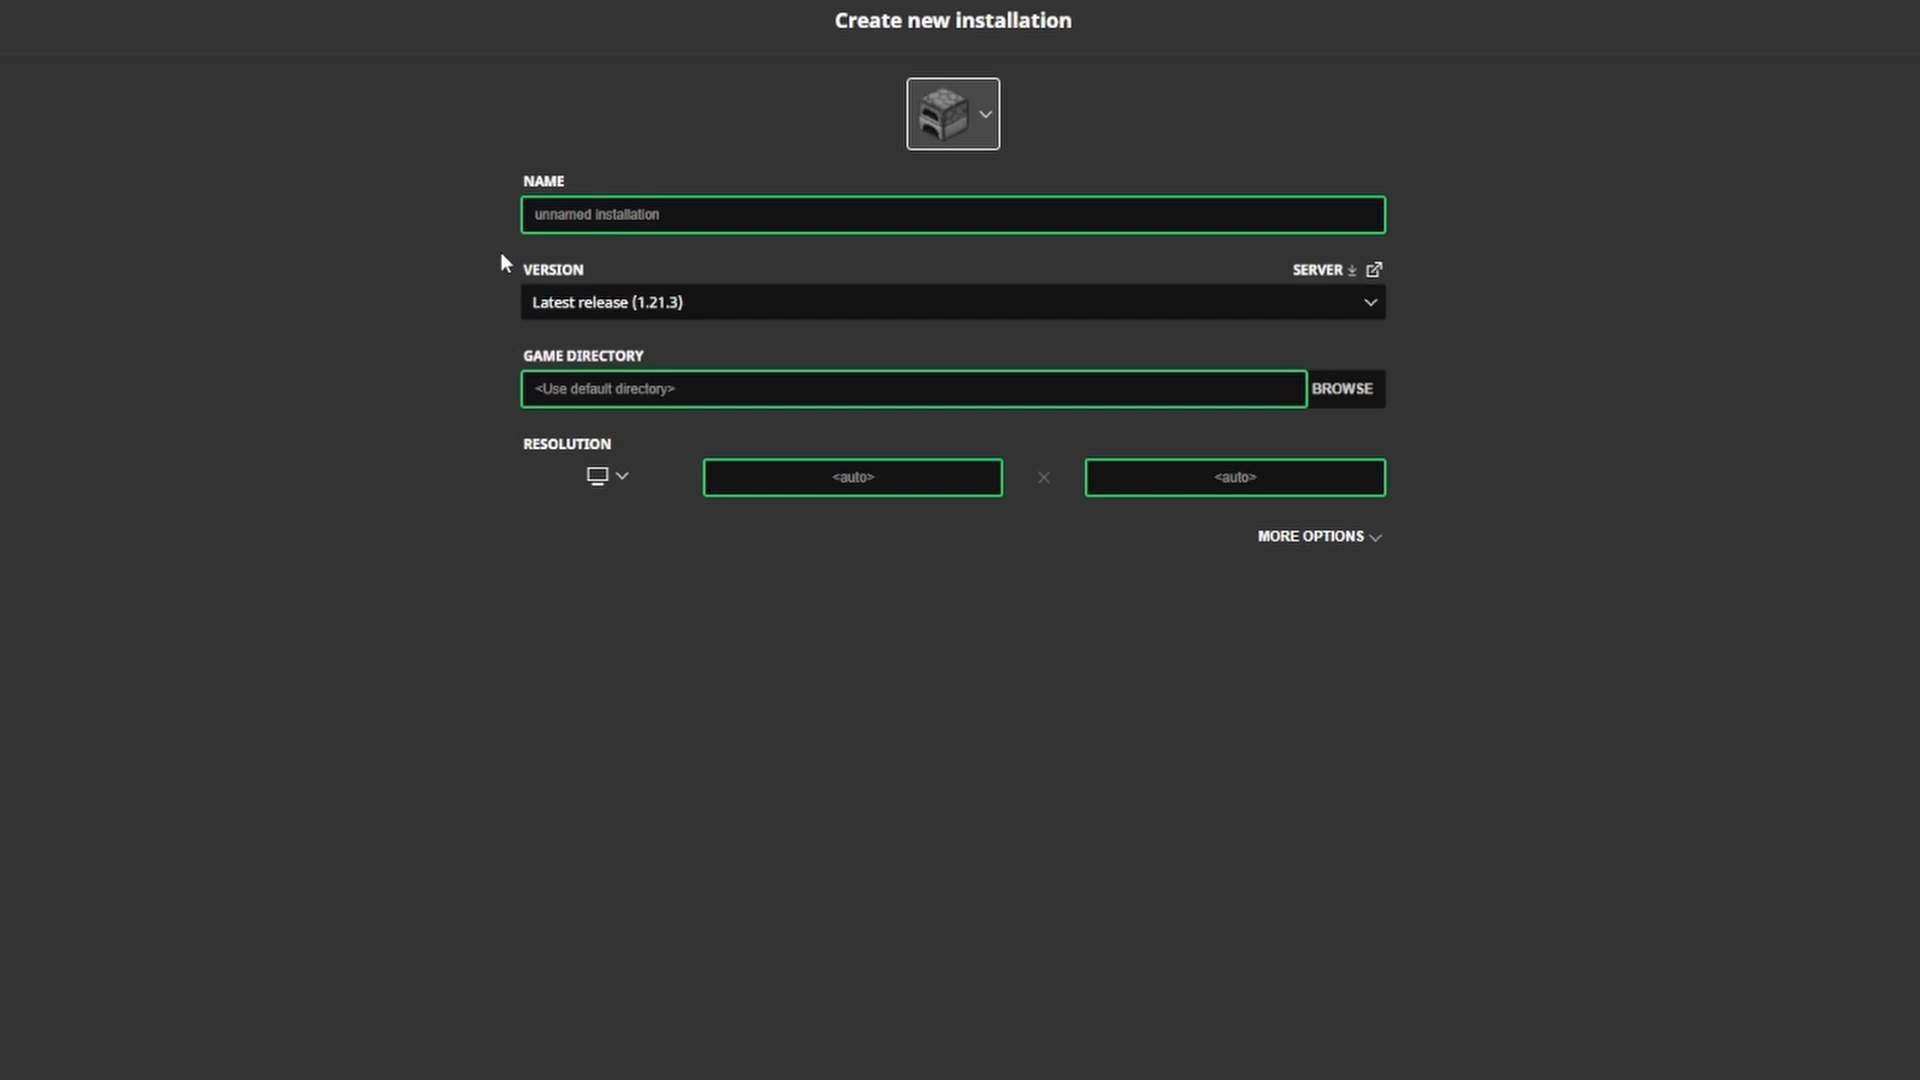 Create new installation
NAME
unnamed installation
VERSION
SERVER
Latest release (1.21.3)
GAME DIRECTORY
<Use default directory>
BROWSE
RESOLUTION
<auto>
<auto>
MORE OPTIONS